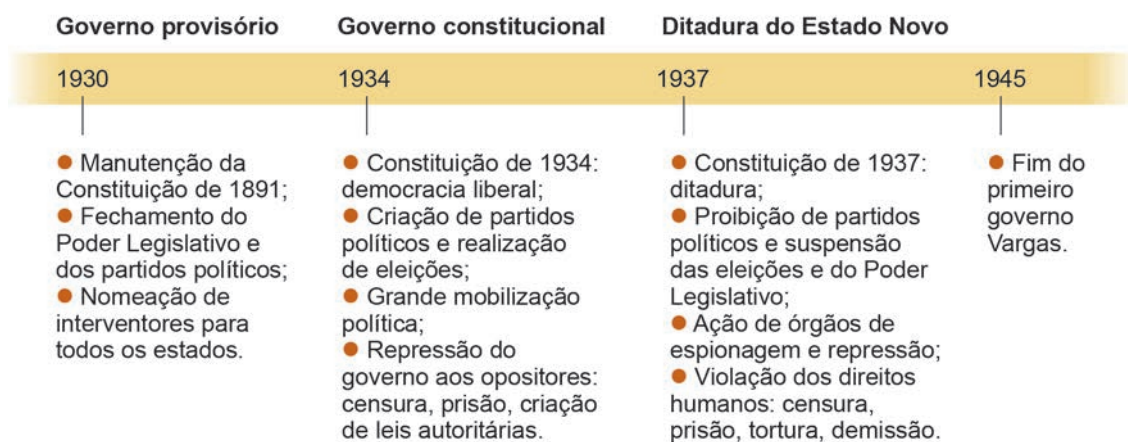 Governo provisório
Governo constitucional
Ditadura do Estado Novo
1930
1934
1937
1945
● Manutenção da
Constituição de 1891;
● Fechamento do
Poder Legislativo e
dos partidos políticos;
● Nomeação de
interventores para
todos os estados.
● Constituição de 1934:
democracia liberal;
● Criação de partidos
políticos e realização
de eleições;
● Grande mobilização
política;
● Repressão do
governo aos opositores:
censura, prisão, criação
de leis autoritárias.
● Constituição de 1937:
ditadura;
● Proibição de partidos
políticos e suspensão
das eleições e do Poder
Legislativo;
● Ação de órgãos de
espionagem e repressão;
● Violação dos direitos
humanos: censura,
prisão, tortura, demissão.
● Fim do
primeiro
governo
Vargas.